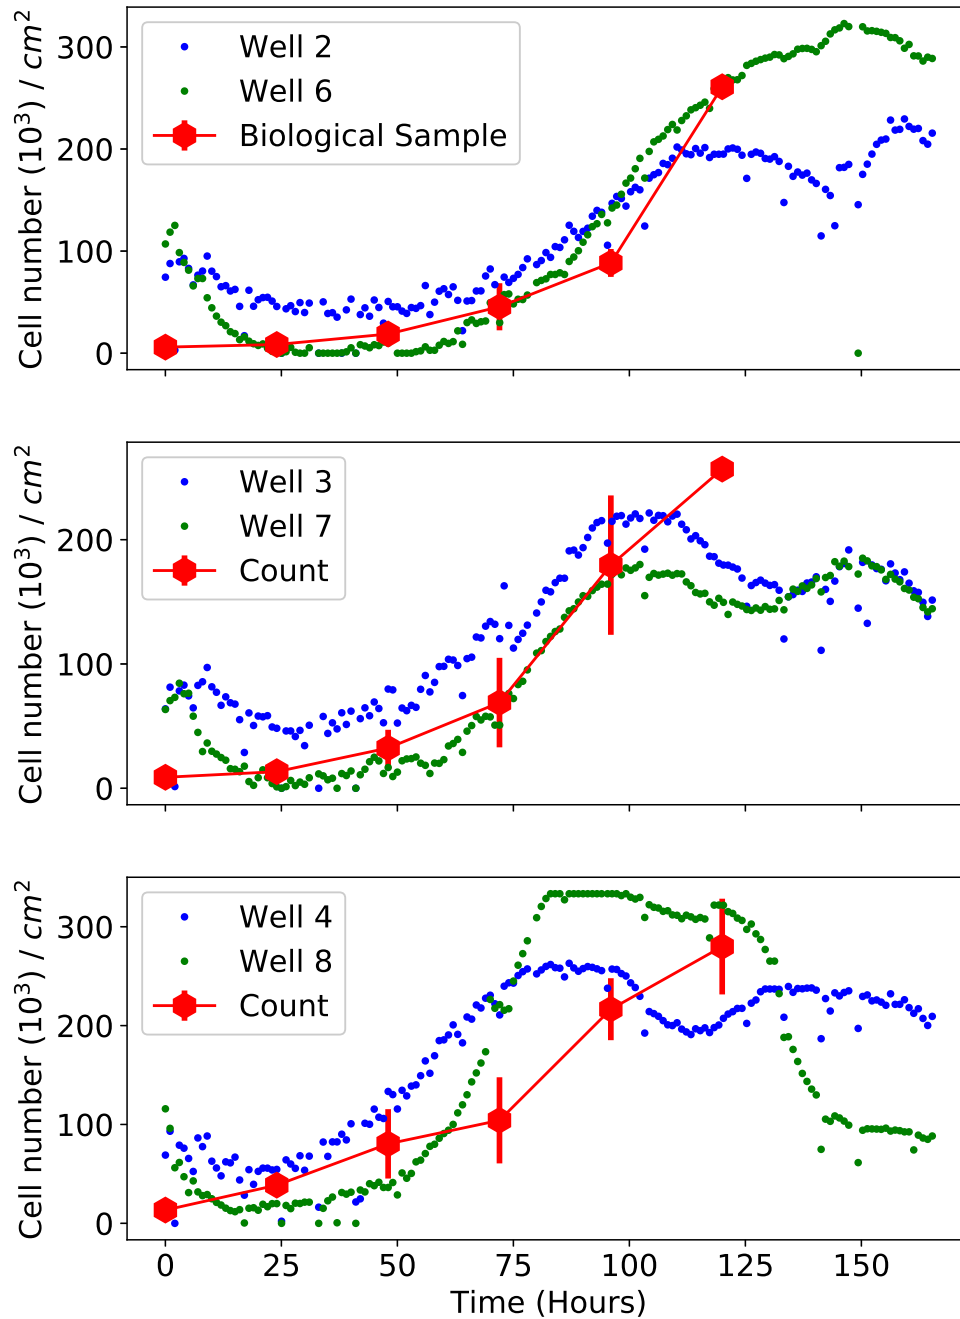 Cell number (10³) / cm²
300
200
100
0
Well 2
Well 6
Biological Sample
Cell number (10³) / cm²
200
100
0
Well 3
Well 7
Count
Cell number (10³) / cm²
300
200
100
0
Well 4
Well 8
Count
0 25 50 75 100 125 150
Time (Hours)